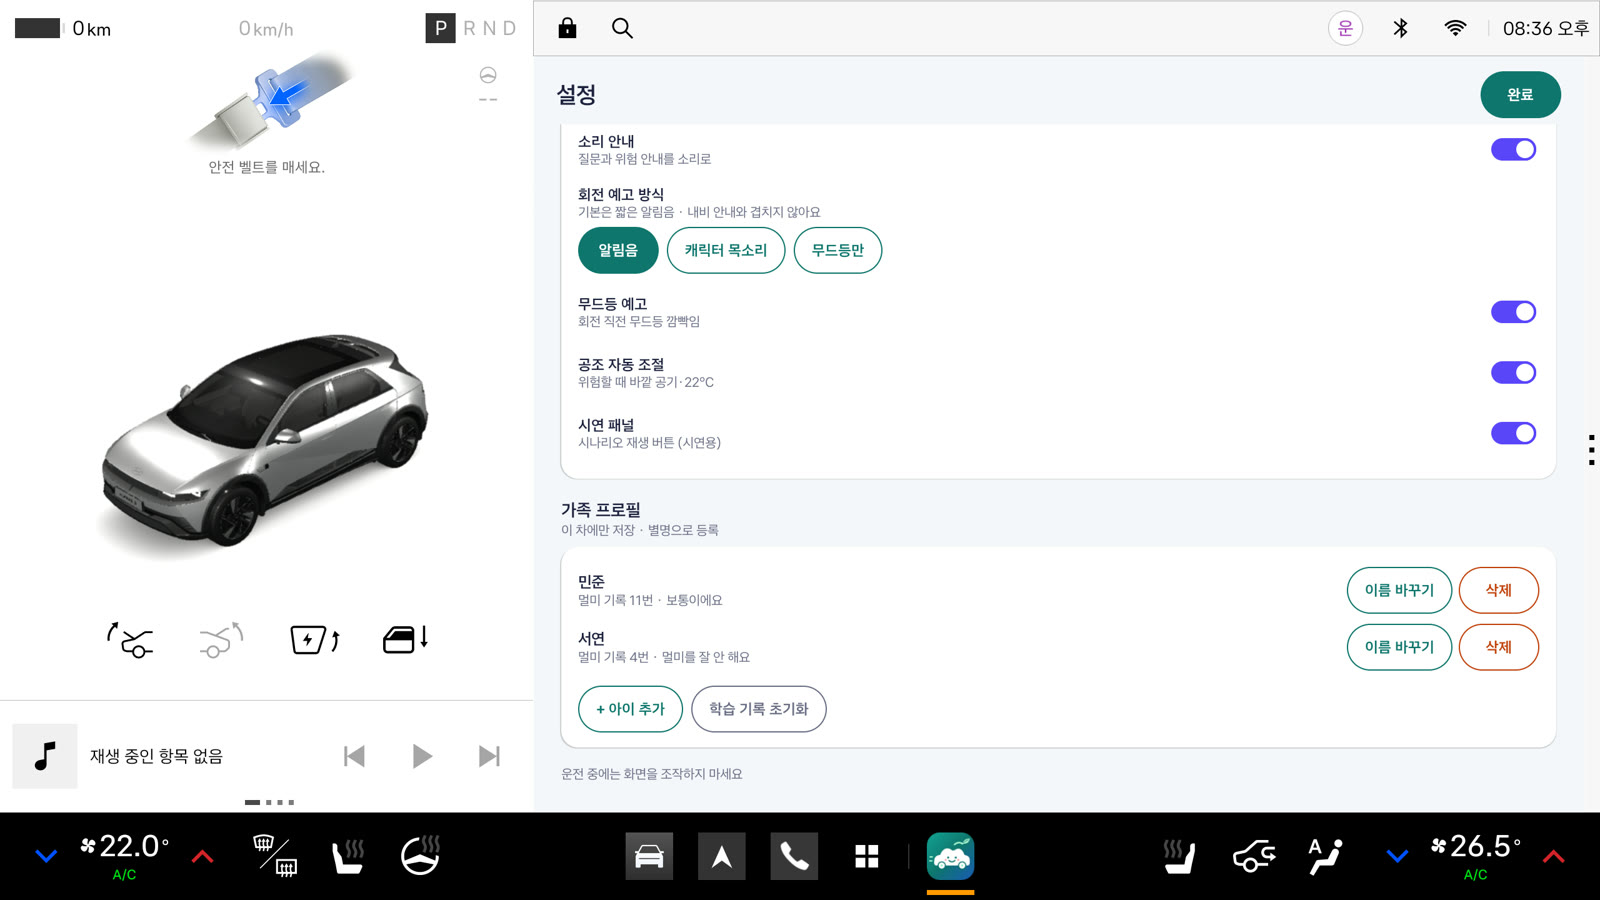 0 km
0 km/h
P R N D
--
안전 벨트를 매세요.
재생 중인 항목 없음
운
08:36 오후
설정
완료
소리 안내
질문과 위험 안내를 소리로
회전 예고 방식
기본은 짧은 알림음 · 내비 안내와 겹치지 않아요
알림음
캐릭터 목소리
무드등만
무드등 예고
회전 직전 무드등 깜빡임
공조 자동 조절
위험할 때 바깥 공기·22°C
시연 패널
시나리오 재생 버튼 (시연용)
가족 프로필
이 차에만 저장 · 별명으로 등록
민준
멀미 기록 11번 · 보통이에요
이름 바꾸기
삭제
서연
멀미 기록 4번 · 멀미를 잘 안 해요
이름 바꾸기
삭제
+ 아이 추가
학습 기록 초기화
운전 중에는 화면을 조작하지 마세요
22.0°
A/C
A
26.5°
A/C